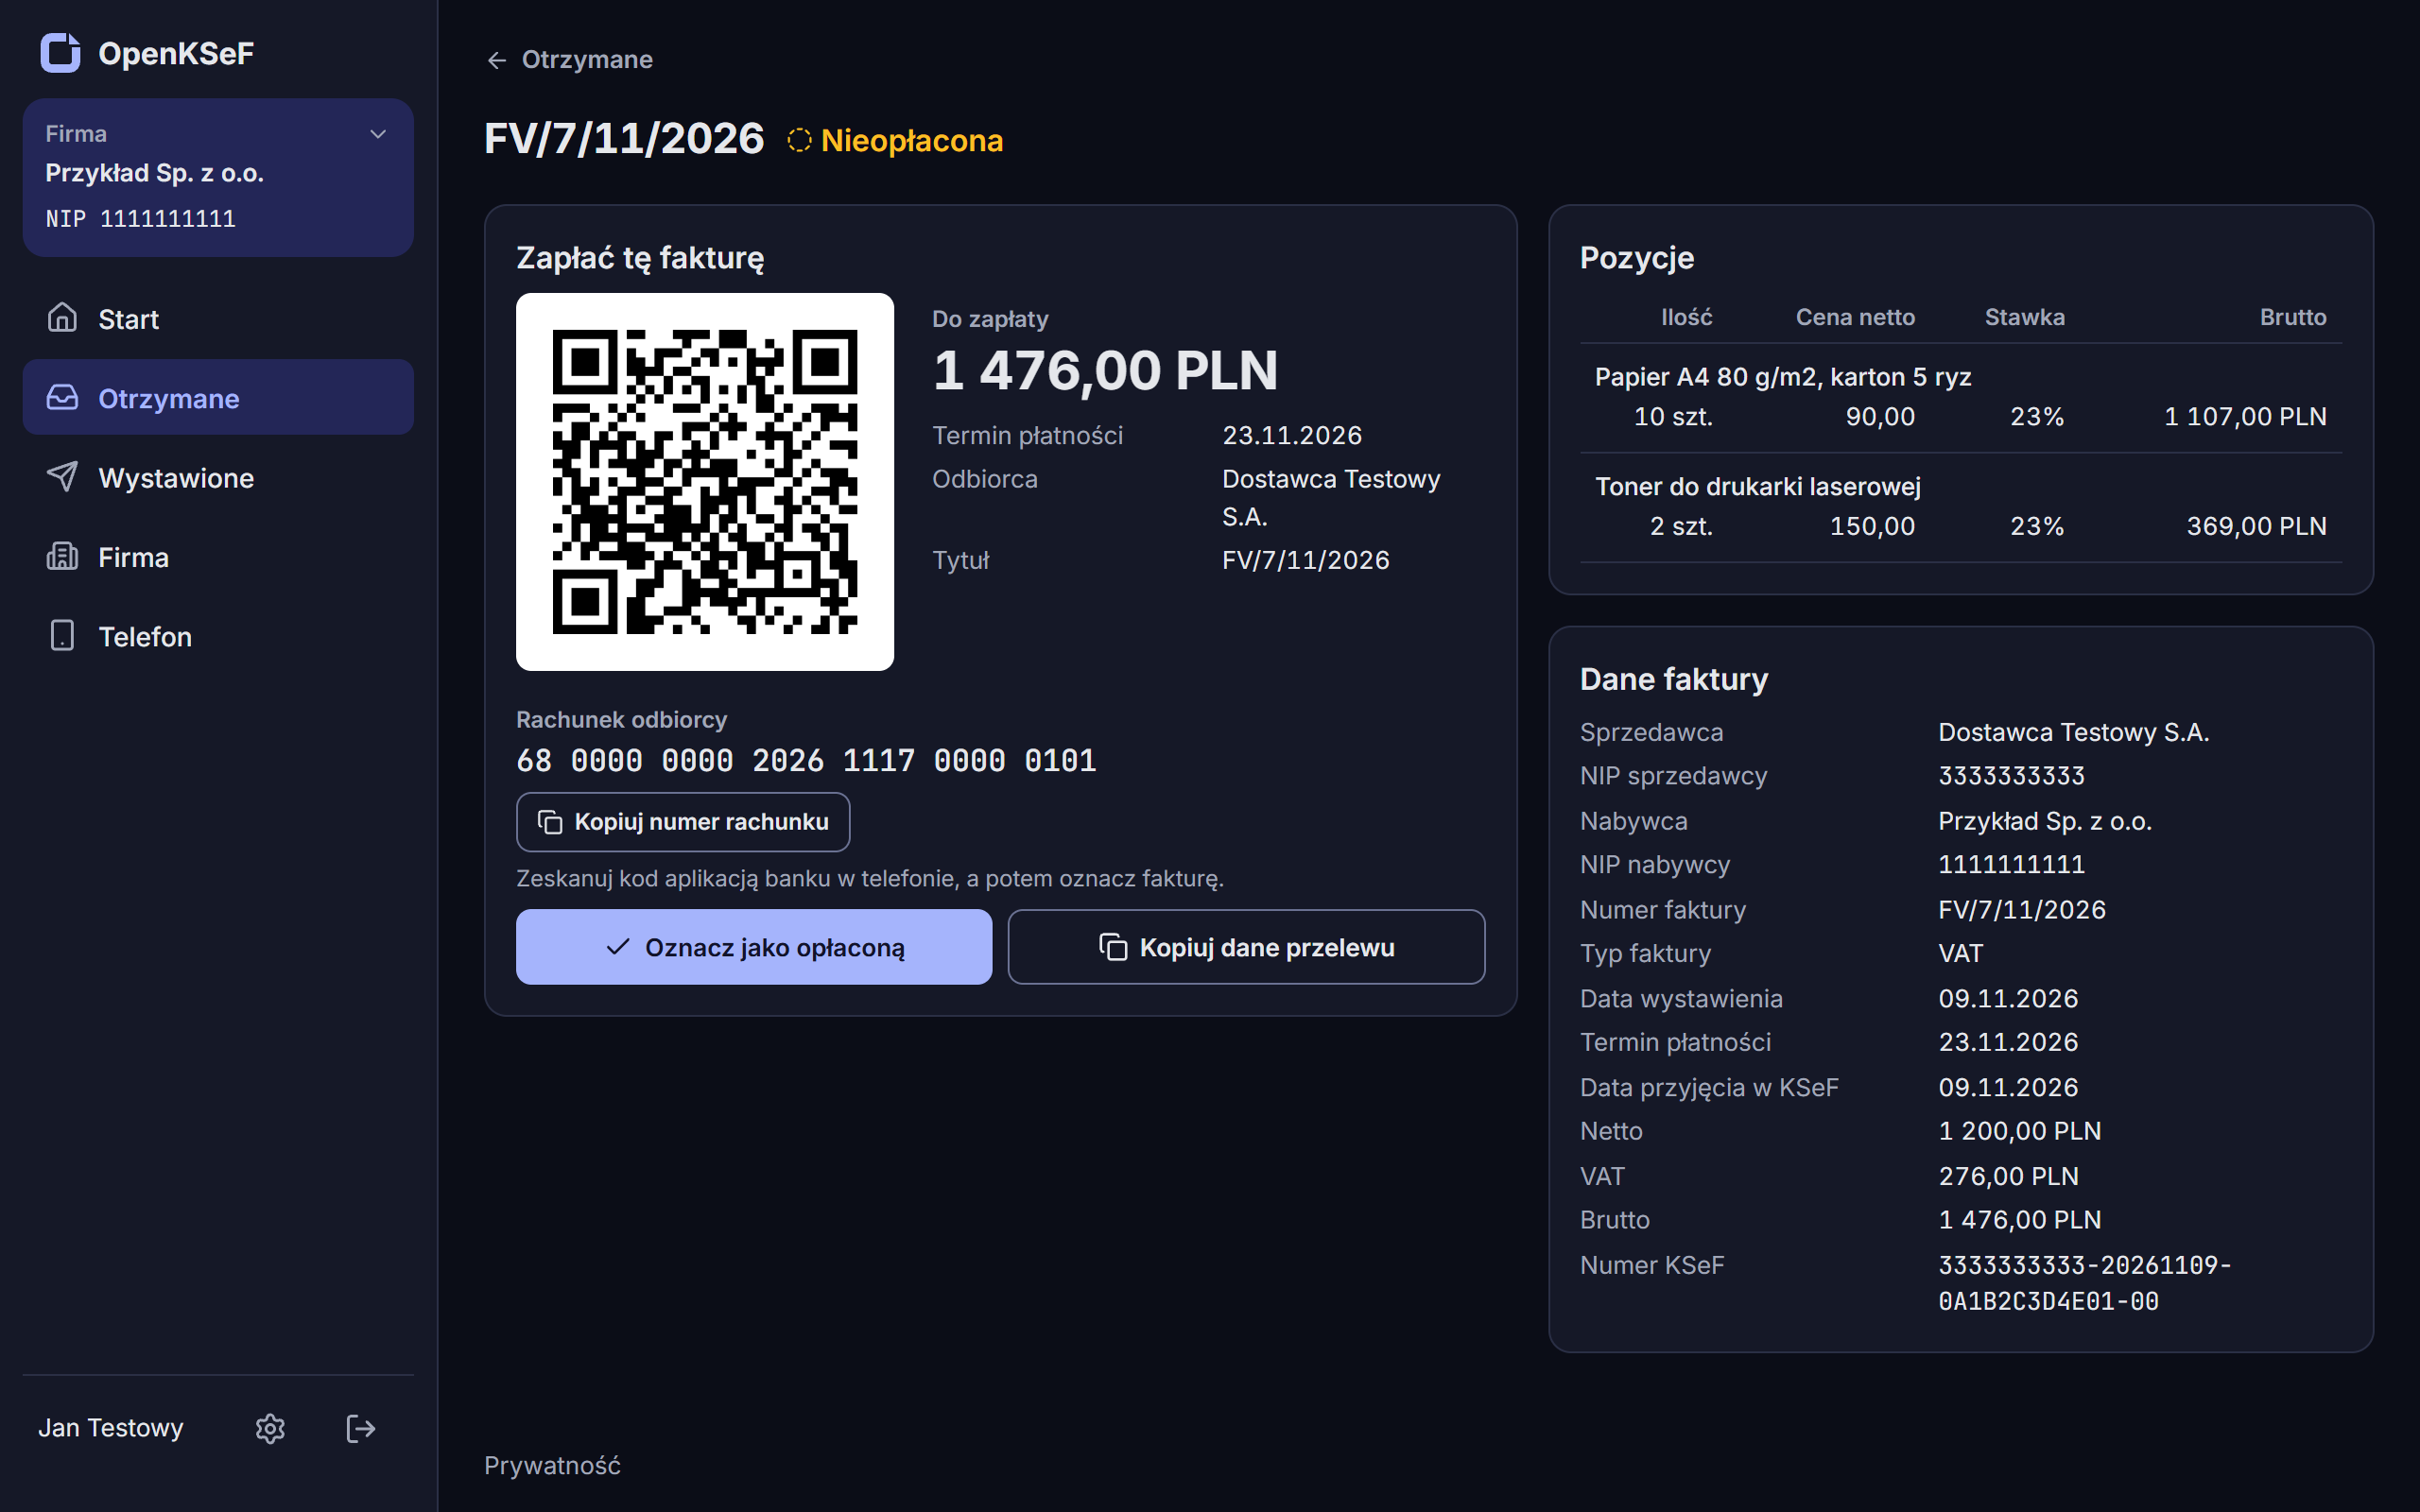 OpenKSeF
Firma
Przykład Sp. z o.o.
NIP 1111111111
Start
Otrzymane
Wystawione
Firma
Telefon
Jan Testowy
Otrzymane
FV/7/11/2026 Nieopłacona
Zapłać tę fakturę
Do zapłaty
1 476,00 PLN
Termin płatności 23.11.2026
Odbiorca Dostawca Testowy
S.A.
Tytuł FV/7/11/2026
Rachunek odbiorcy
68 0000 0000 2026 1117 0000 0101
Kopiuj numer rachunku
Zeskanuj kod aplikacją banku w telefonie, a potem oznacz fakturę.
Oznacz jako opłaconą Kopiuj dane przelewu
Pozycje
Ilość Cena netto Stawka Brutto
Papier A4 80 g/m2, karton 5 ryz
10 szt. 90,00 23% 1 107,00 PLN
Toner do drukarki laserowej
2 szt. 150,00 23% 369,00 PLN
Dane faktury
Sprzedawca Dostawca Testowy S.A.
NIP sprzedawcy 3333333333
Nabywca Przykład Sp. z o.o.
NIP nabywcy 1111111111
Numer faktury FV/7/11/2026
Typ faktury VAT
Data wystawienia 09.11.2026
Termin płatności 23.11.2026
Data przyjęcia w KSeF 09.11.2026
Netto 1 200,00 PLN
VAT 276,00 PLN
Brutto 1 476,00 PLN
Numer KSeF 3333333333-20261109-
0A1B2C3D4E01-00
Prywatność